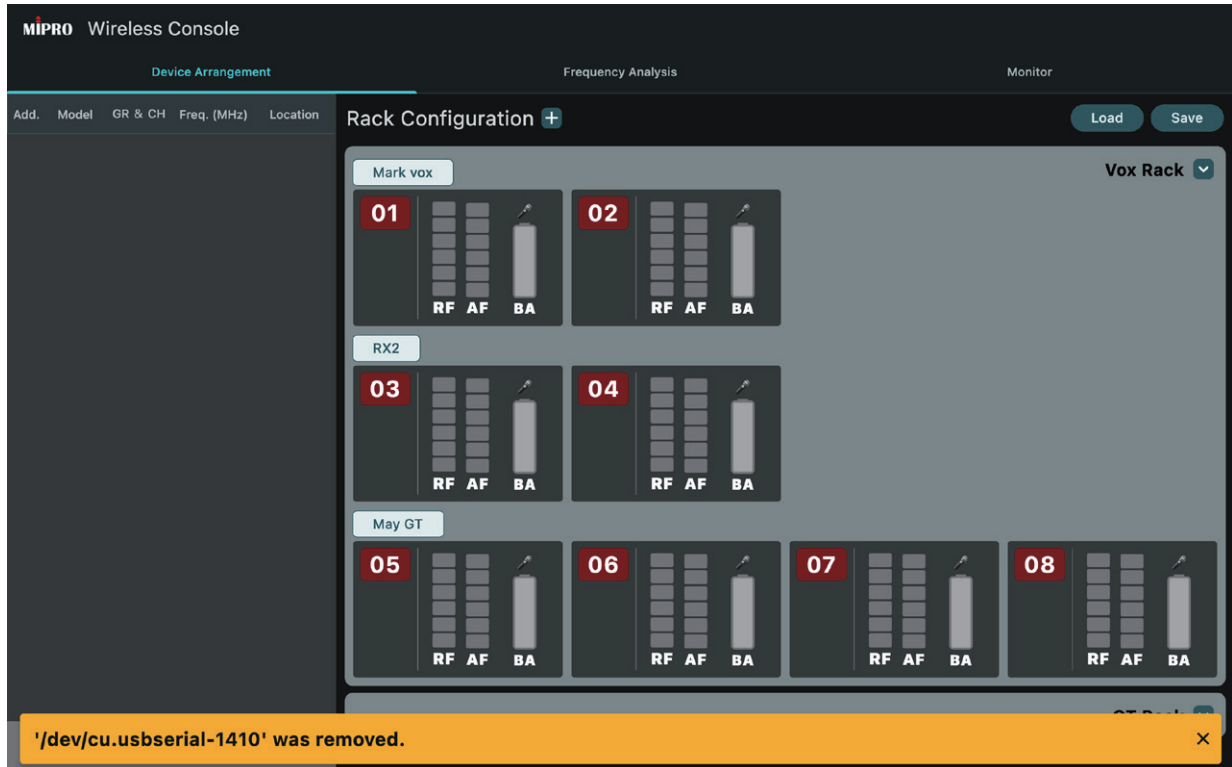 MIPRO Wireless Console
Device Arrangement Frequency Analysis Monitor
Add. Model GR & CH Freq. (MHz) Location
Rack Configuration + Load Save
Mark vox Vox Rack
01 RF AF BA 02 RF AF BA
RX2
03 RF AF BA 04 RF AF BA
May GT
05 RF AF BA 06 RF AF BA 07 RF AF BA 08 RF AF BA
'/dev/cu.usbserial-1410' was removed. ×